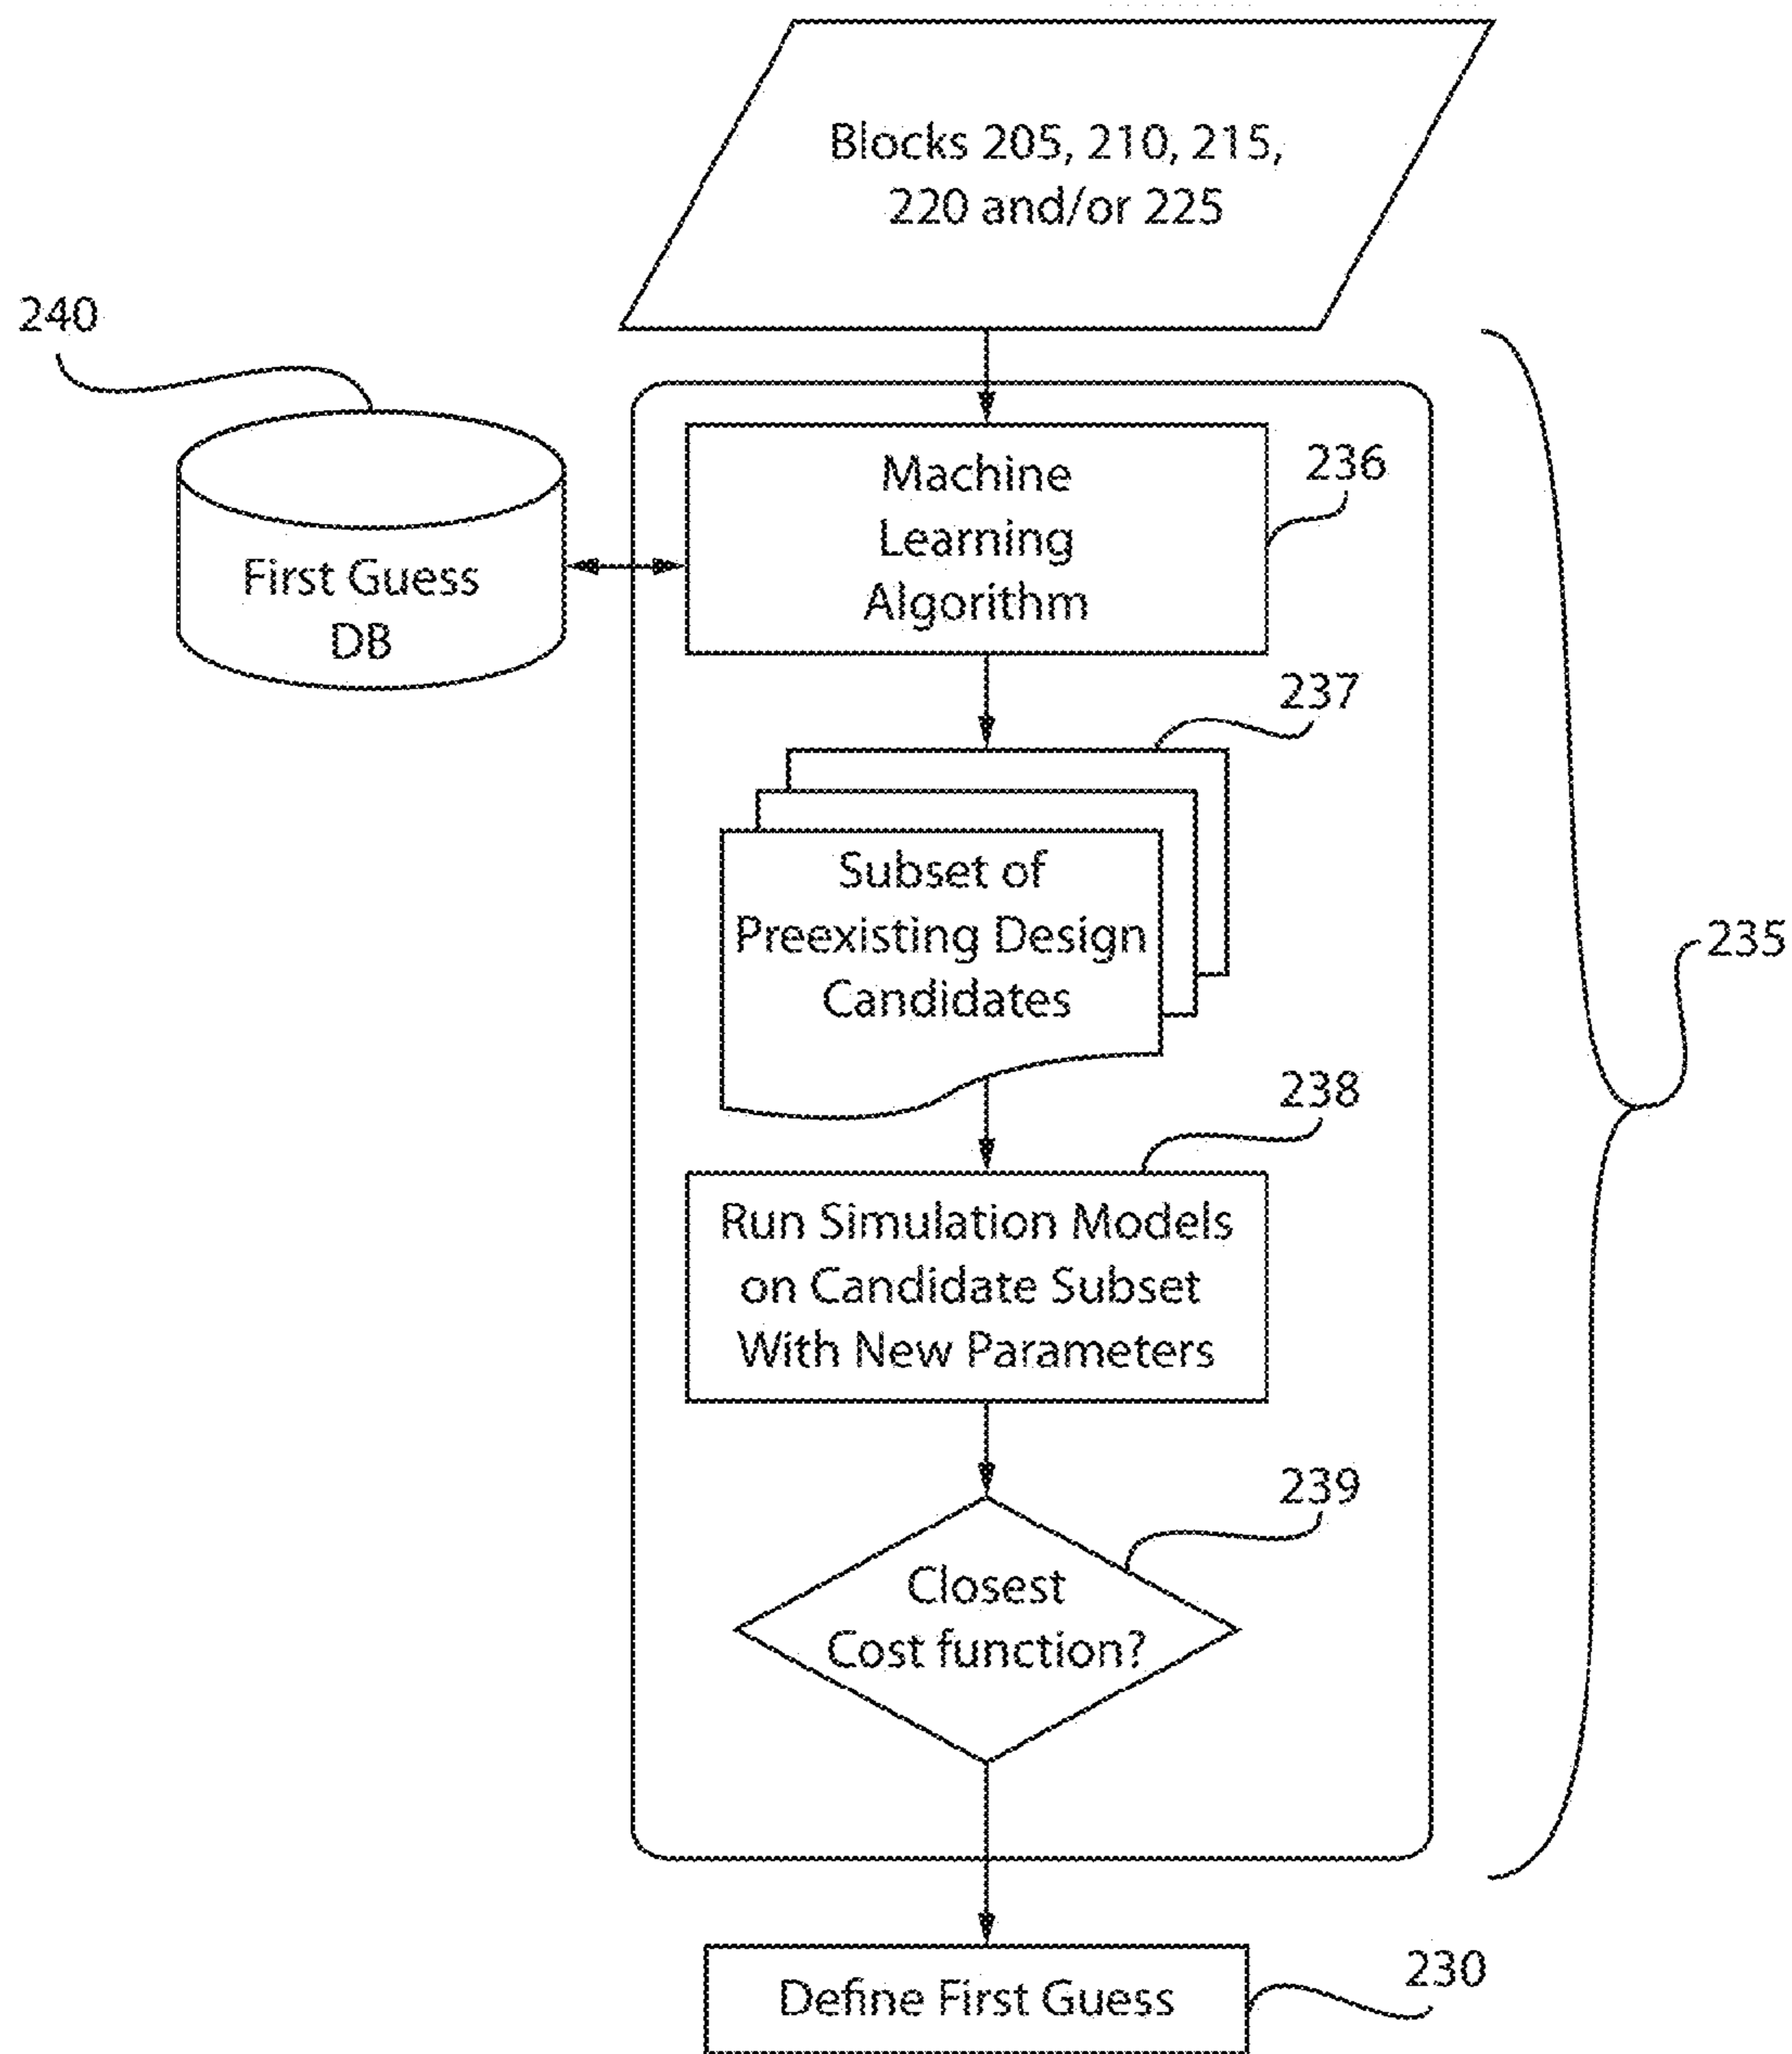 Blocks 205, 210, 215,
220 and/or 225
240
Machine
Learning
Algorithm
236
First Guess
DB
237
Subset of
Preexisting Design
Candidates
235
238
Run Simulation Models
on Candidate Subset
With New Parameters
239
Closest
Cost function?
Define First Guess
230